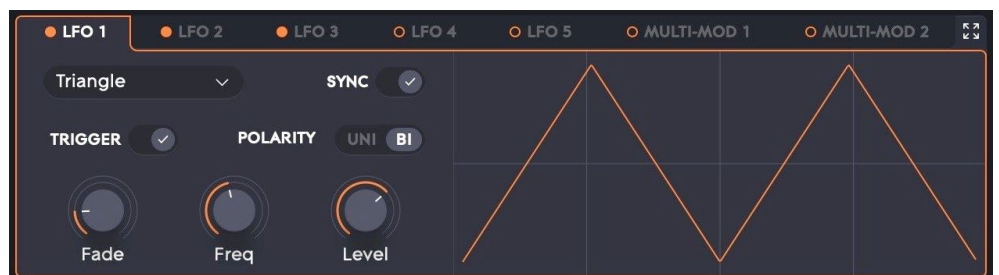 LFO 1 LFO 2 LFO 3 LFO 4 LFO 5 MULTI-MOD 1 MULTI-MOD 2
Triangle SYNC
TRIGGER POLARITY UNI BI
Fade Freq Level